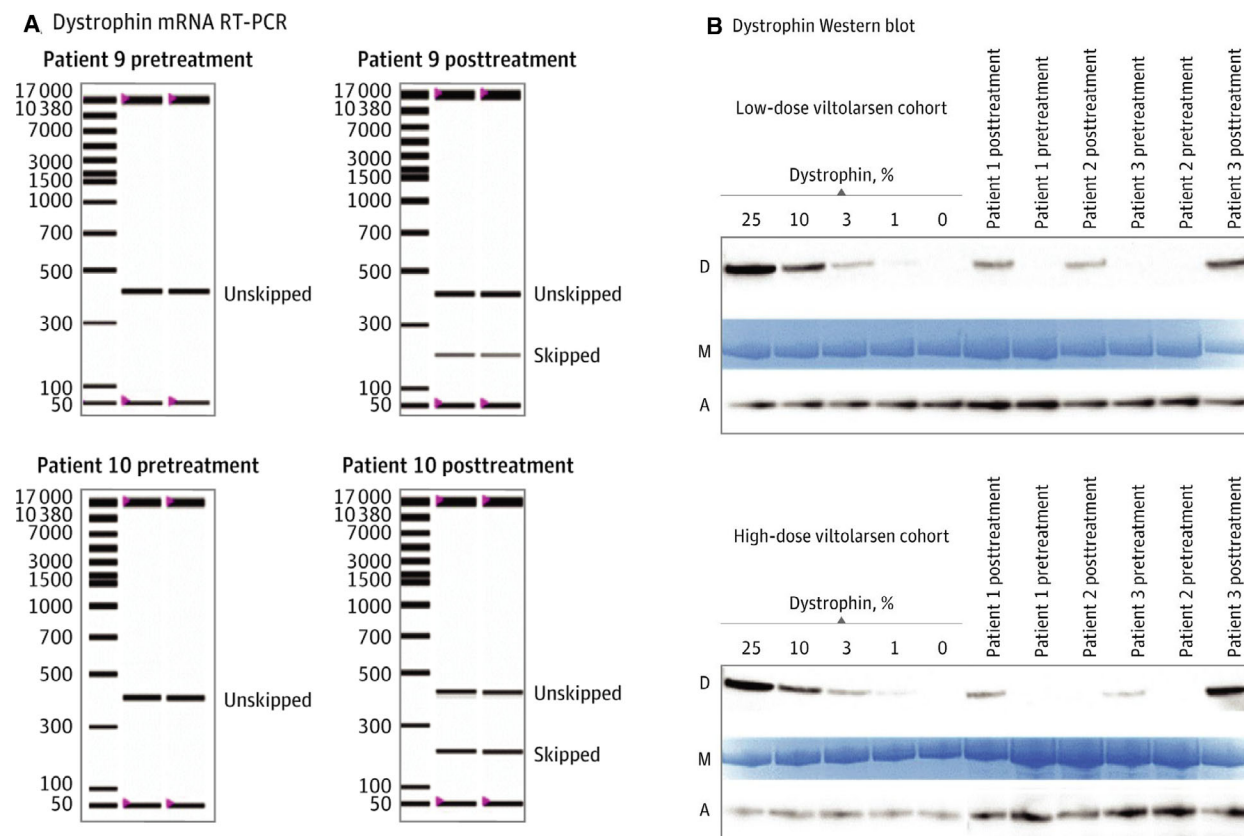 A Dystrophin mRNA RT-PCR
Patient 9 pretreatment
17 000
10 380
7000
3000
1500
1000
700
500
300
100
50
Unskipped
Patient 9 posttreatment
17 000
10 380
7000
3000
1500
1000
700
500
300
100
50
Unskipped
Skipped
Patient 10 pretreatment
17 000
10 380
7000
3000
1500
1000
700
500
300
100
50
Unskipped
Patient 10 posttreatment
17 000
10 380
7000
3000
1500
1000
700
500
300
100
50
Unskipped
Skipped
B Dystrophin Western blot
Low-dose viltolarsen cohort
Dystrophin, %
25 10 3 1 0
Patient 1 posttreatment
Patient 1 pretreatment
Patient 2 posttreatment
Patient 3 pretreatment
Patient 2 pretreatment
Patient 3 posttreatment
D
M
A
High-dose viltolarsen cohort
Dystrophin, %
25 10 3 1 0
Patient 1 posttreatment
Patient 1 pretreatment
Patient 2 posttreatment
Patient 3 pretreatment
Patient 2 pretreatment
Patient 3 posttreatment
D
M
A